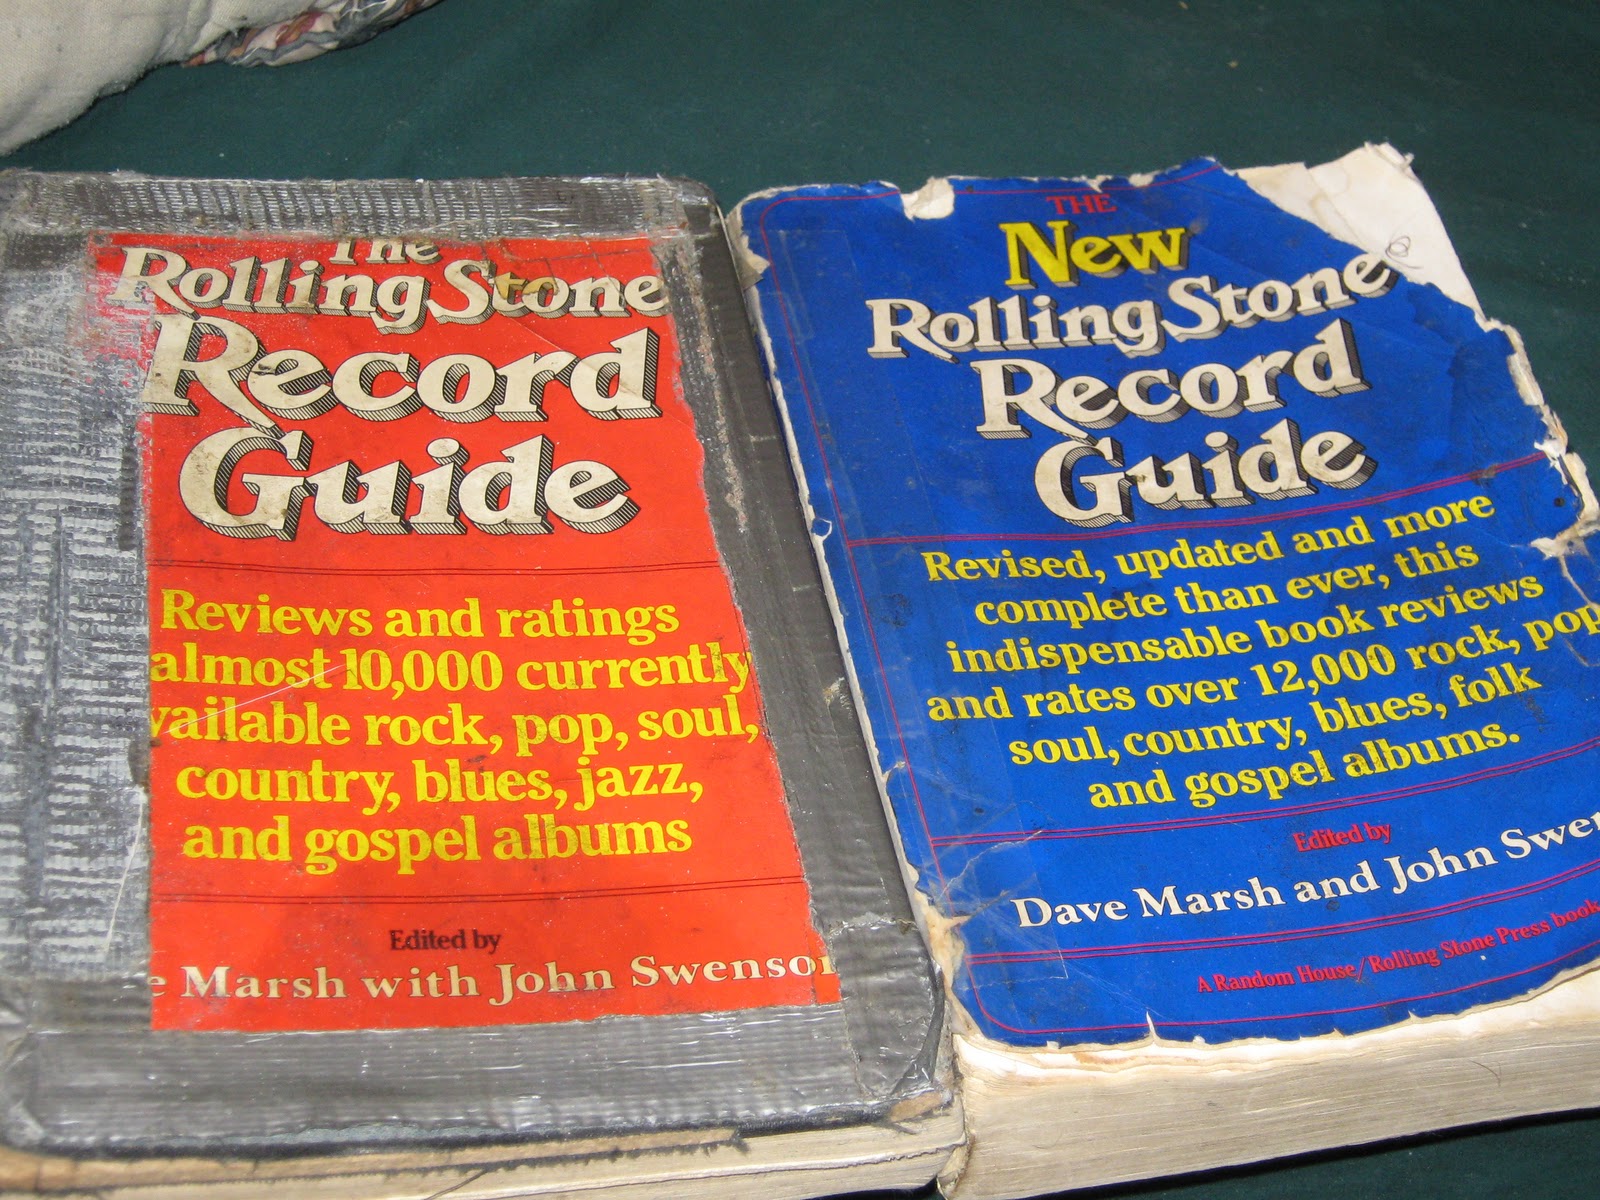 The
Rolling Stone
Record
Guide
Reviews and ratings
almost 10,000 currently
vailable rock, pop, soul,
country, blues, jazz,
and gospel albums
Edited by
e Marsh with John Swenson
THE
New
Rolling Stone
Record
Guide
Revised, updated and more
complete than ever, this
indispensable book reviews
and rates over 12,000 rock, pop
soul, country, blues, folk
and gospel albums.
Edited by
Dave Marsh and John Swen
A Random House/Rolling Stone Press book